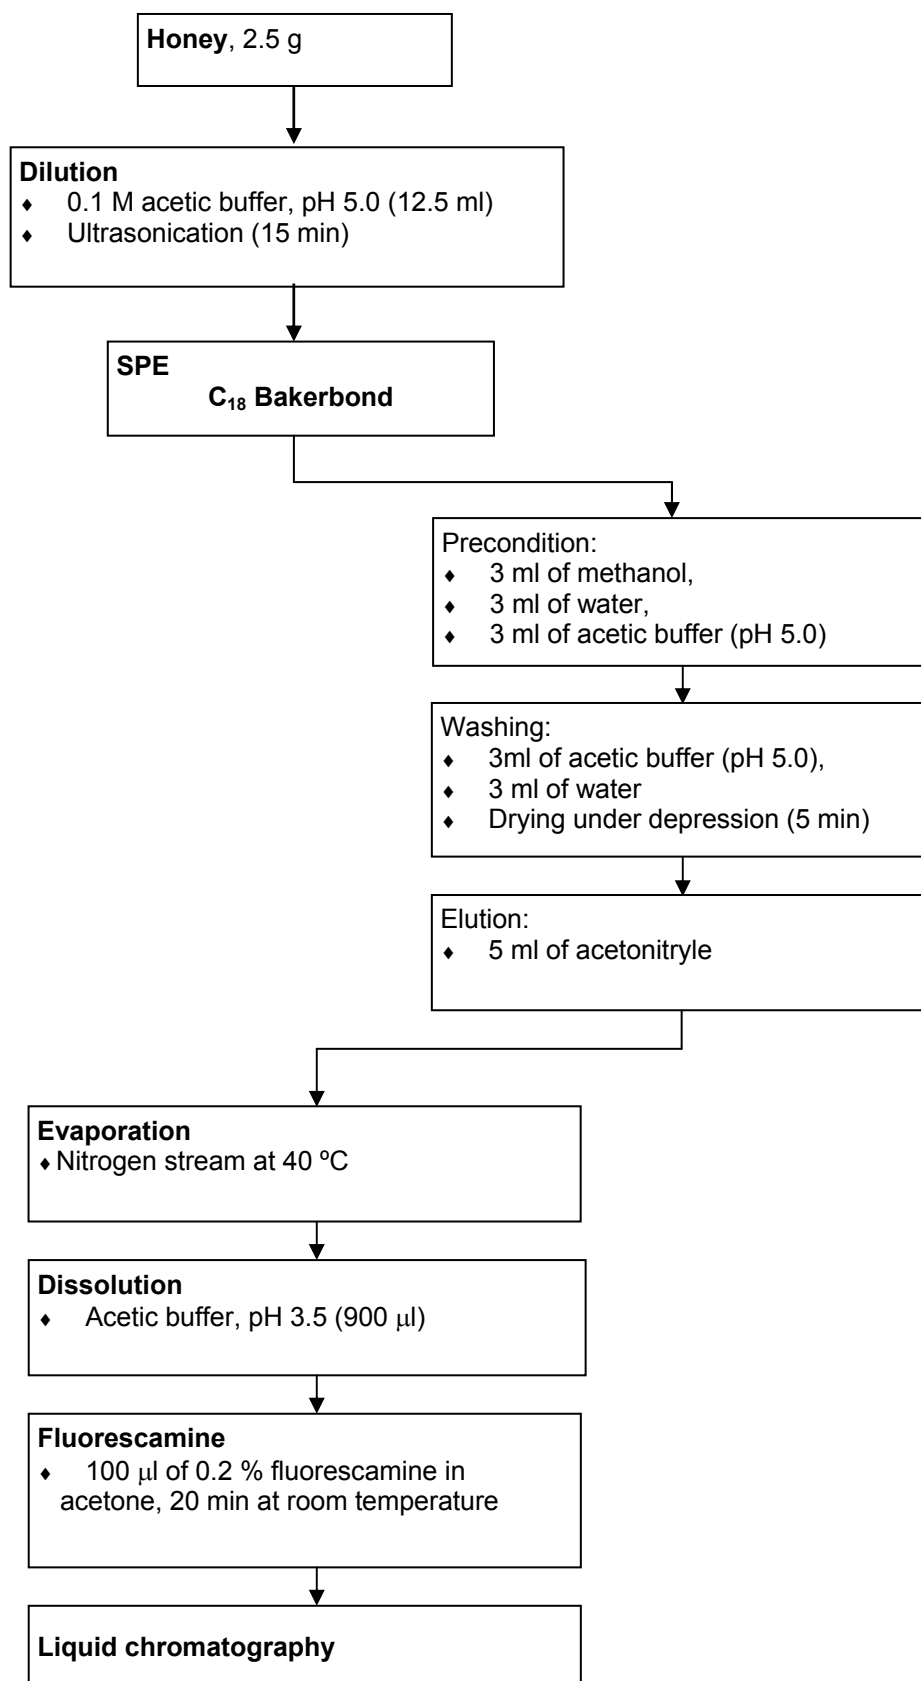 Honey, 2.5 g
Dilution
♦ 0.1 M acetic buffer, pH 5.0 (12.5 ml)
♦ Ultrasonication (15 min)
SPE
C₁₈ Bakerbond
Precondition:
♦ 3 ml of methanol,
♦ 3 ml of water,
♦ 3 ml of acetic buffer (pH 5.0)
Washing:
♦ 3ml of acetic buffer (pH 5.0),
♦ 3 ml of water
♦ Drying under depression (5 min)
Elution:
♦ 5 ml of acetonitryle
Evaporation
♦ Nitrogen stream at 40 ºC
Dissolution
♦ Acetic buffer, pH 3.5 (900 μl)
Fluorescamine
♦ 100 μl of 0.2 % fluorescamine in
acetone, 20 min at room temperature
Liquid chromatography